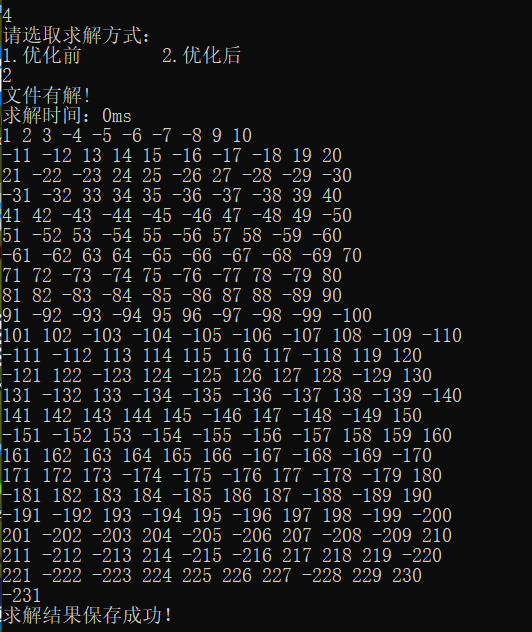 4
请选取求解方式:
1.优化前 2.优化后
2
文件有解!
求解时间: 0ms
1 2 3 -4 -5 -6 -7 -8 9 10
-11 -12 13 14 15 -16 -17 -18 19 20
21 -22 -23 24 25 -26 27 -28 -29 -30
-31 -32 33 34 35 -36 -37 -38 39 40
41 42 -43 -44 -45 -46 47 -48 49 -50
51 -52 53 -54 55 -56 57 58 -59 -60
-61 -62 63 64 -65 -66 -67 -68 -69 70
71 72 -73 -74 75 -76 -77 78 -79 80
81 82 -83 -84 -85 -86 87 88 -89 90
91 -92 -93 -94 95 96 -97 -98 -99 -100
101 102 -103 -104 -105 -106 -107 108 -109 -110
-111 -112 113 114 115 116 117 -118 119 120
-121 122 -123 124 -125 126 127 128 -129 130
131 -132 133 -134 -135 -136 -137 138 -139 -140
141 142 143 144 145 -146 147 -148 -149 150
-151 -152 153 -154 -155 -156 -157 158 159 160
161 162 163 164 165 166 -167 -168 -169 -170
171 172 173 -174 -175 -176 177 -178 -179 180
-181 182 183 184 -185 186 187 -188 -189 190
-191 -192 193 -194 195 -196 197 198 -199 -200
201 -202 -203 204 -205 -206 207 -208 -209 210
211 -212 -213 214 -215 -216 217 218 219 -220
221 -222 -223 224 225 226 227 -228 229 230
-231
求解结果保存成功!